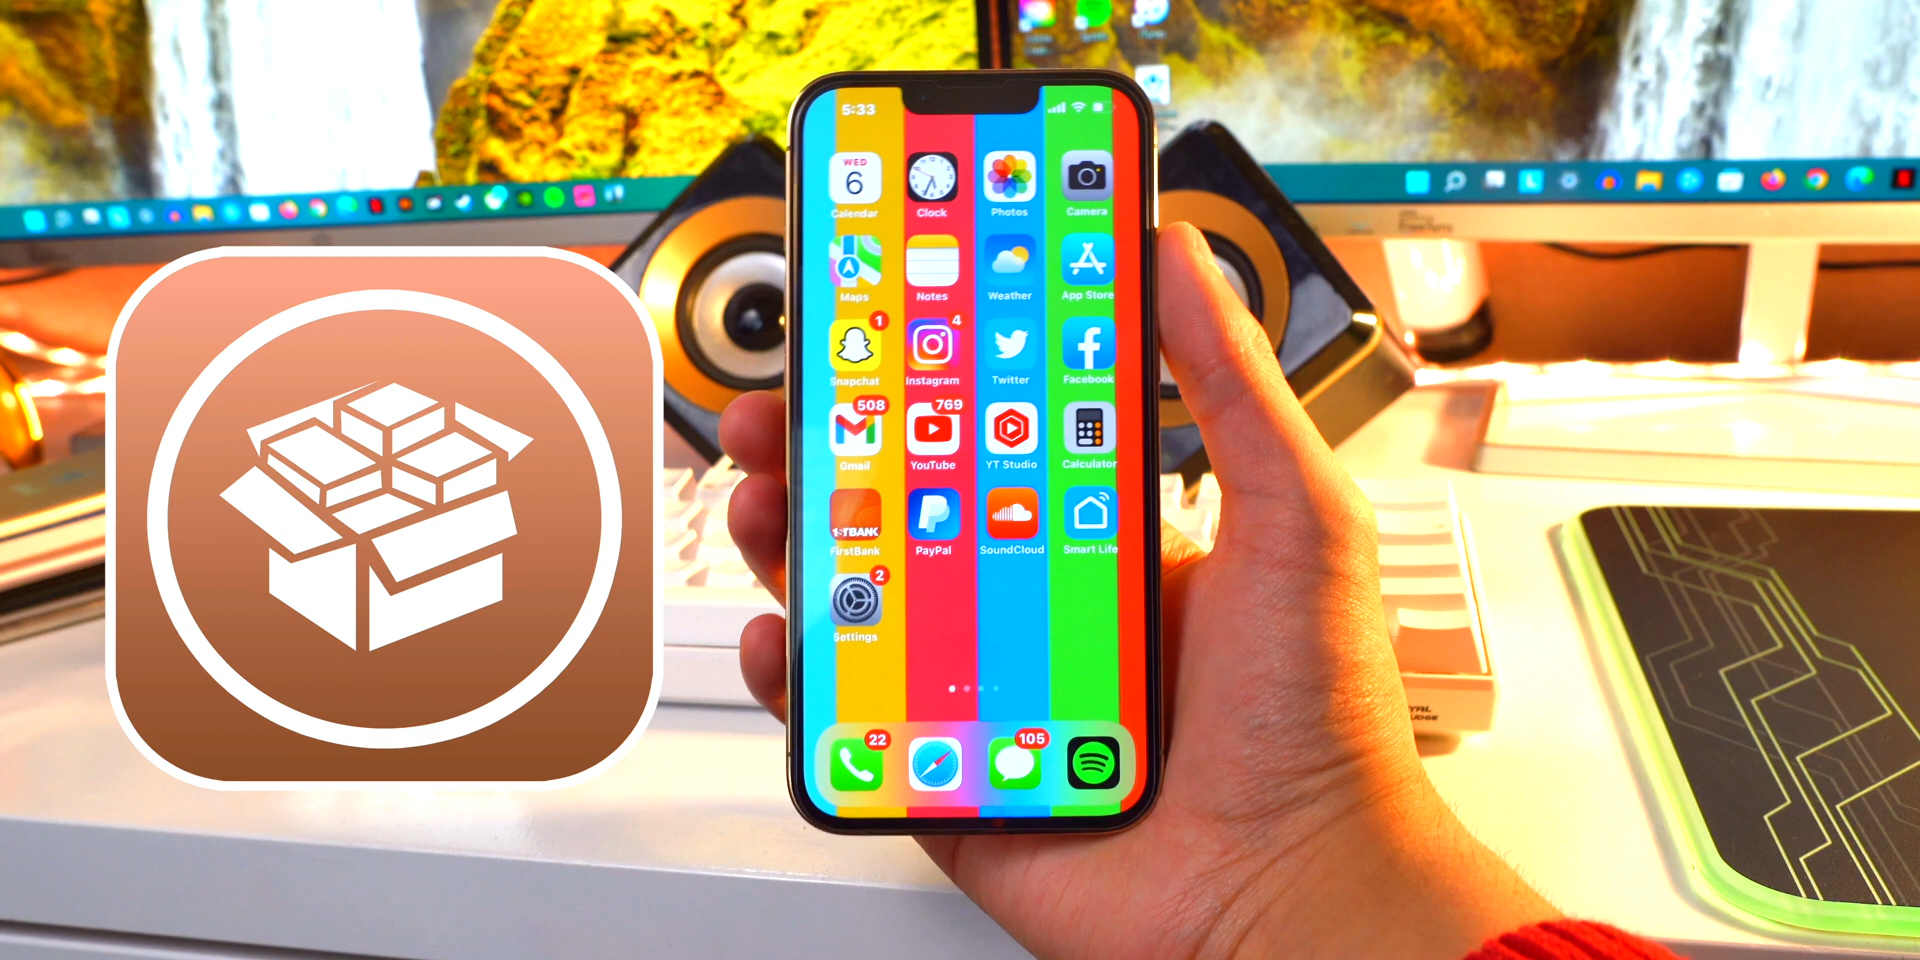 5:33
WED
6
Calendar
Clock
Photos
Camera
Maps
Notes
Weather
App Store
1
4
Snapchat
Instagram
Twitter
Facebook
508
769
Gmail
YouTube
YT Studio
Calculator
1STBANK
FirstBank
PayPal
SoundCloud
Smart Life
2
Settings
22
105